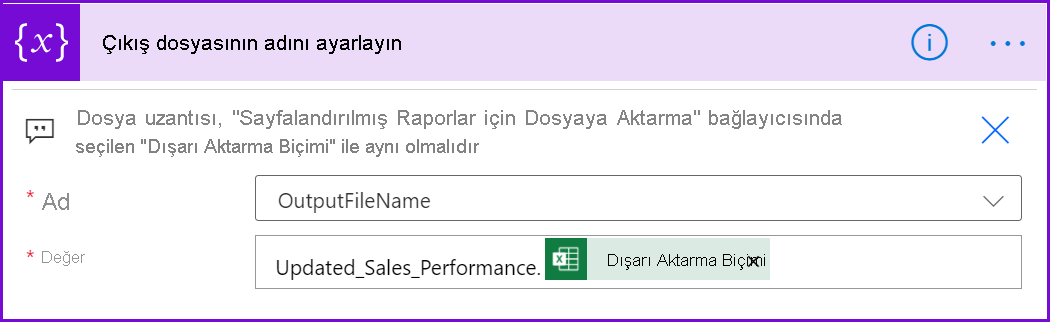 {x} Çıkış dosyasının adını ayarlayın
Dosya uzantısı, "Sayfalandırılmış Raporlar için Dosyaya Aktarma" bağlayıcısında
seçilen "Dışarı Aktarma Biçimi" ile aynı olmalıdır
* Ad
OutputFileName
* Değer
Updated_Sales_Performance. Dışarı Aktarma Biçimi